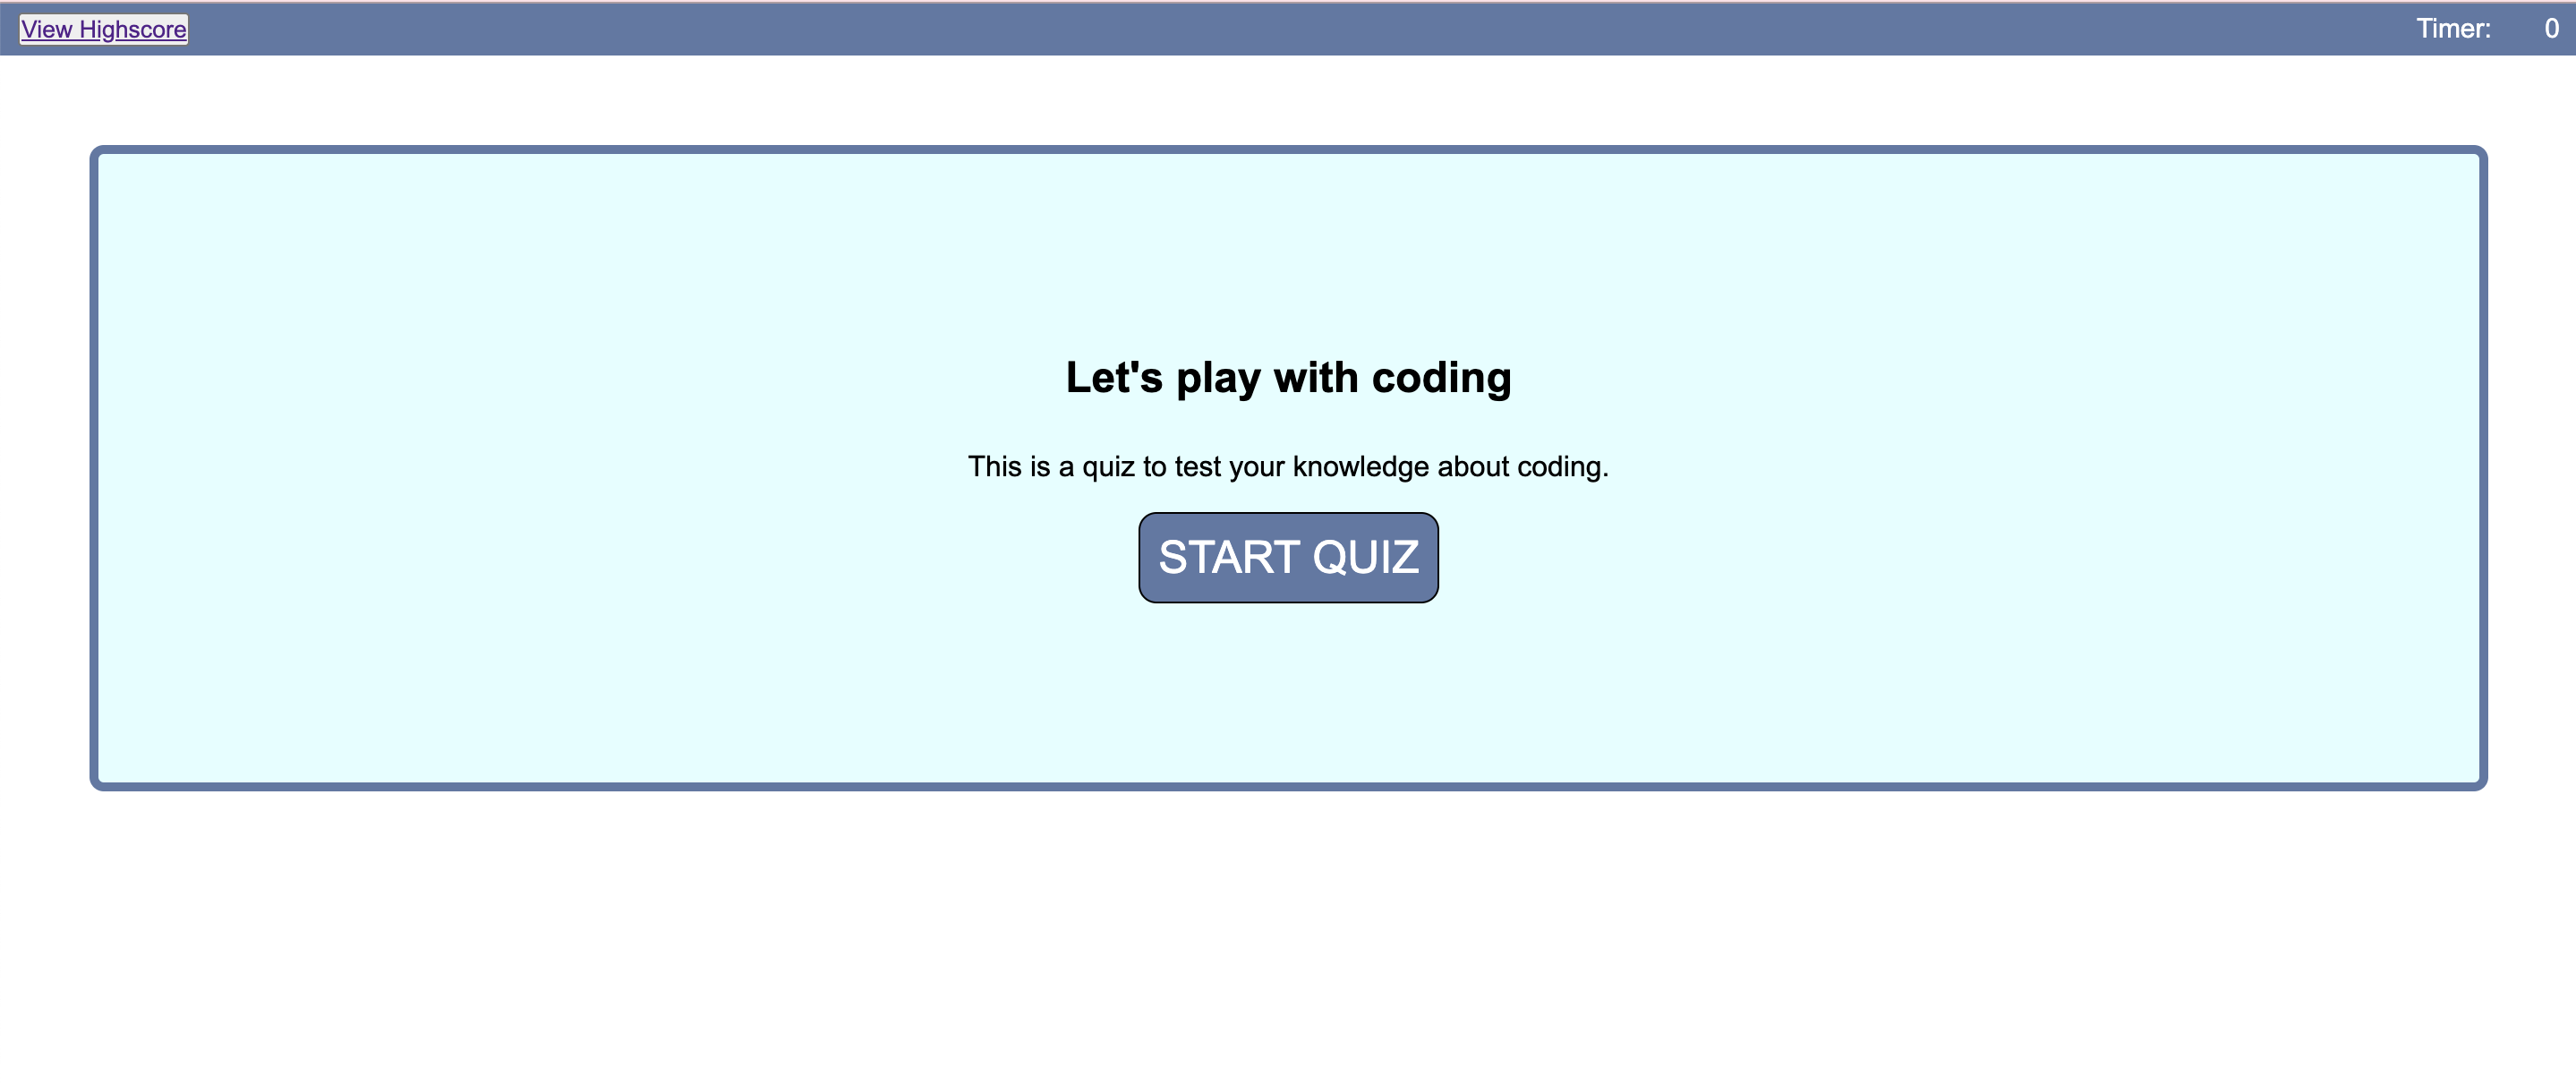 View Highscore
Timer: 0
Let's play with coding
This is a quiz to test your knowledge about coding.
START QUIZ